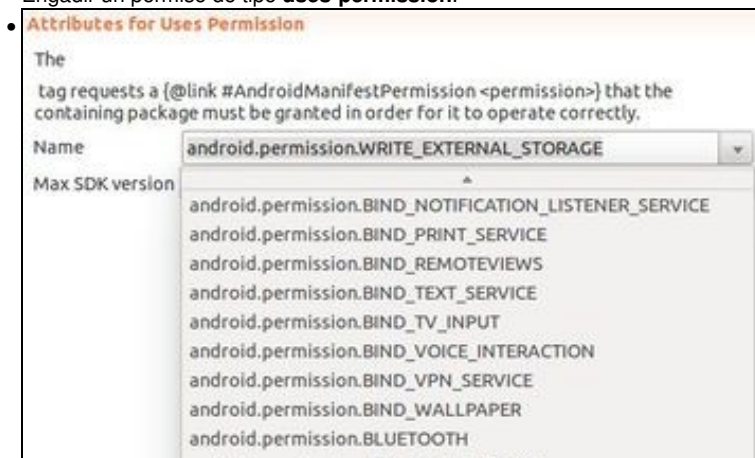 Engadir un permiso de tipo uses-permission.
Attributes for Uses Permission
The
tag requests a {@link #AndroidManifestPermission <permission>} that the
containing package must be granted in order for it to operate correctly.
Name android.permission.WRITE_EXTERNAL_STORAGE
Max SDK version
android.permission.BIND_NOTIFICATION_LISTENER_SERVICE
android.permission.BIND_PRINT_SERVICE
android.permission.BIND_REMOTEVIEWS
android.permission.BIND_TEXT_SERVICE
android.permission.BIND_TV_INPUT
android.permission.BIND_VOICE_INTERACTION
android.permission.BIND_VPN_SERVICE
android.permission.BIND_WALLPAPER
android.permission.BLUETOOTH